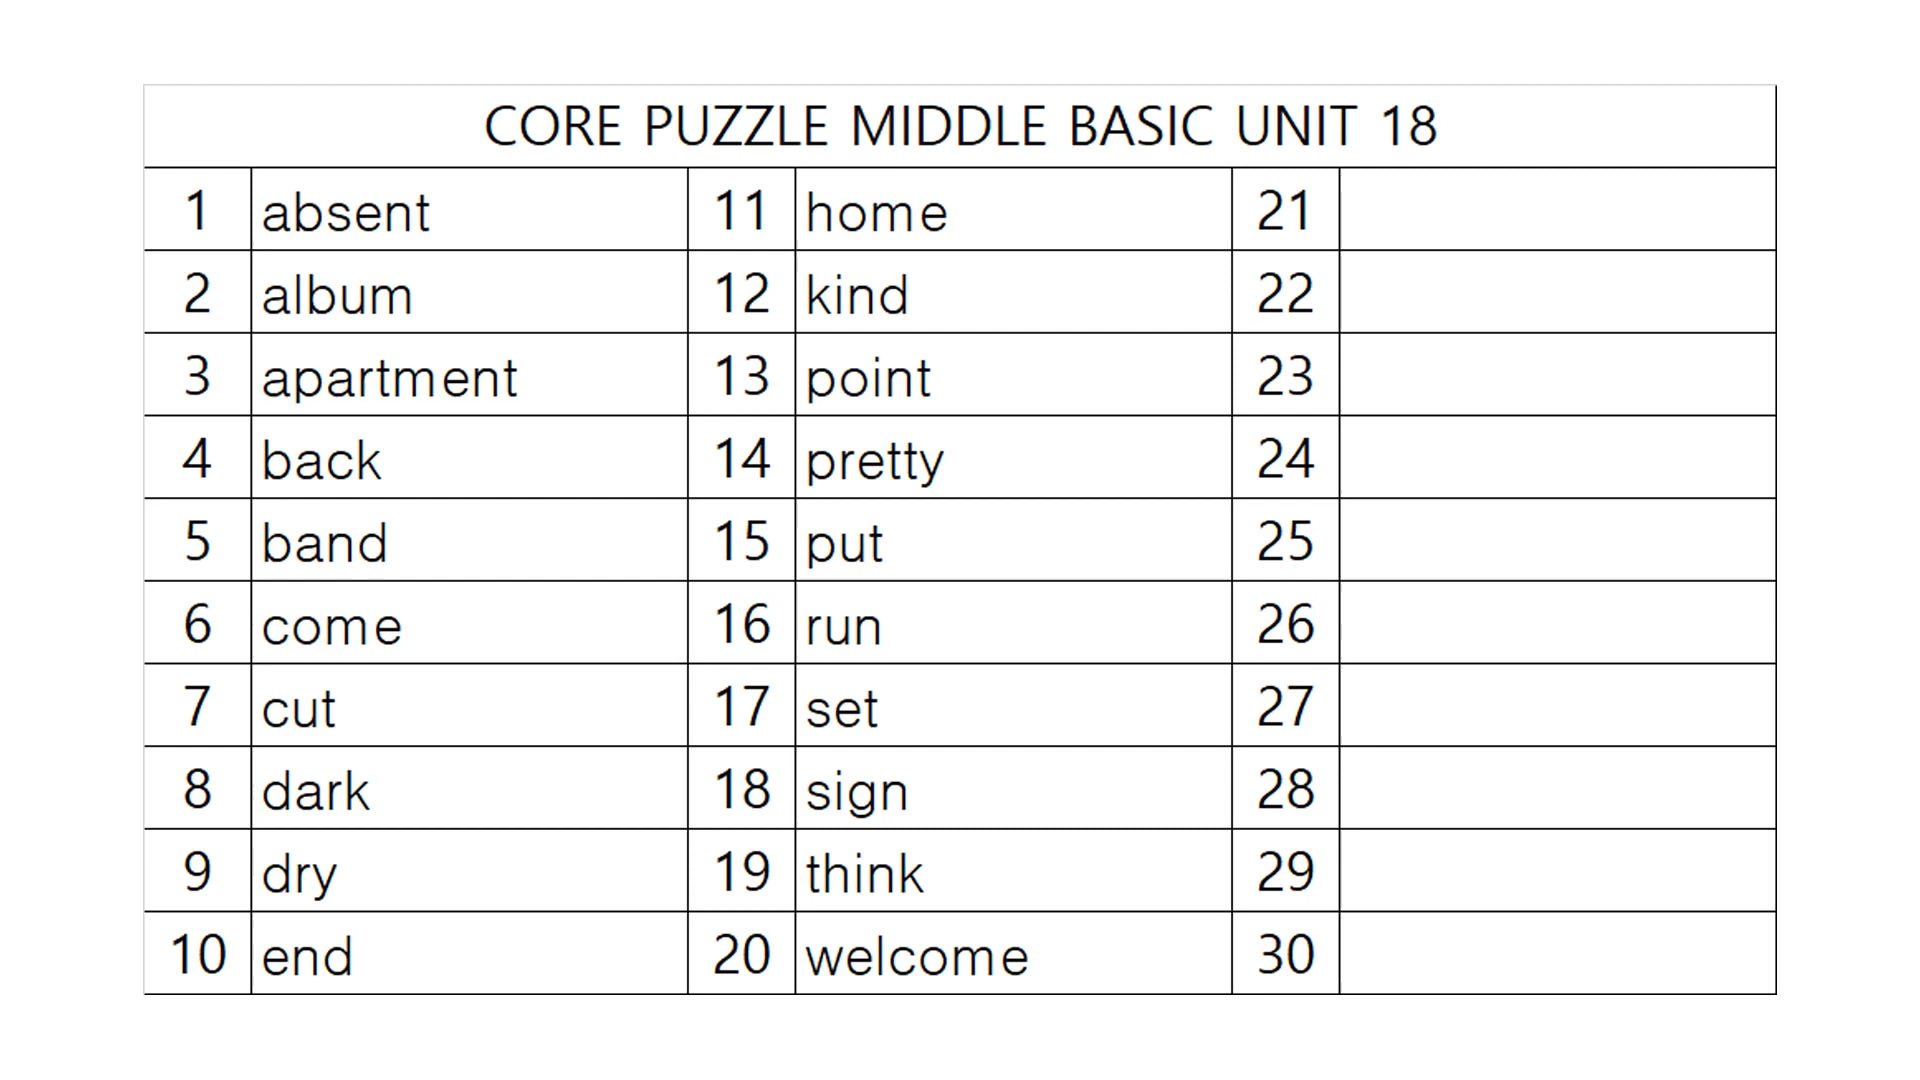 CORE PUZZLE MIDDLE BASIC UNIT 18
1 absent 11 home 21
2 album 12 kind 22
3 apartment 13 point 23
4 back 14 pretty 24
5 band 15 put 25
6 come 16 run 26
7 cut 17 set 27
8 dark 18 sign 28
9 dry 19 think 29
10 end 20 welcome 30